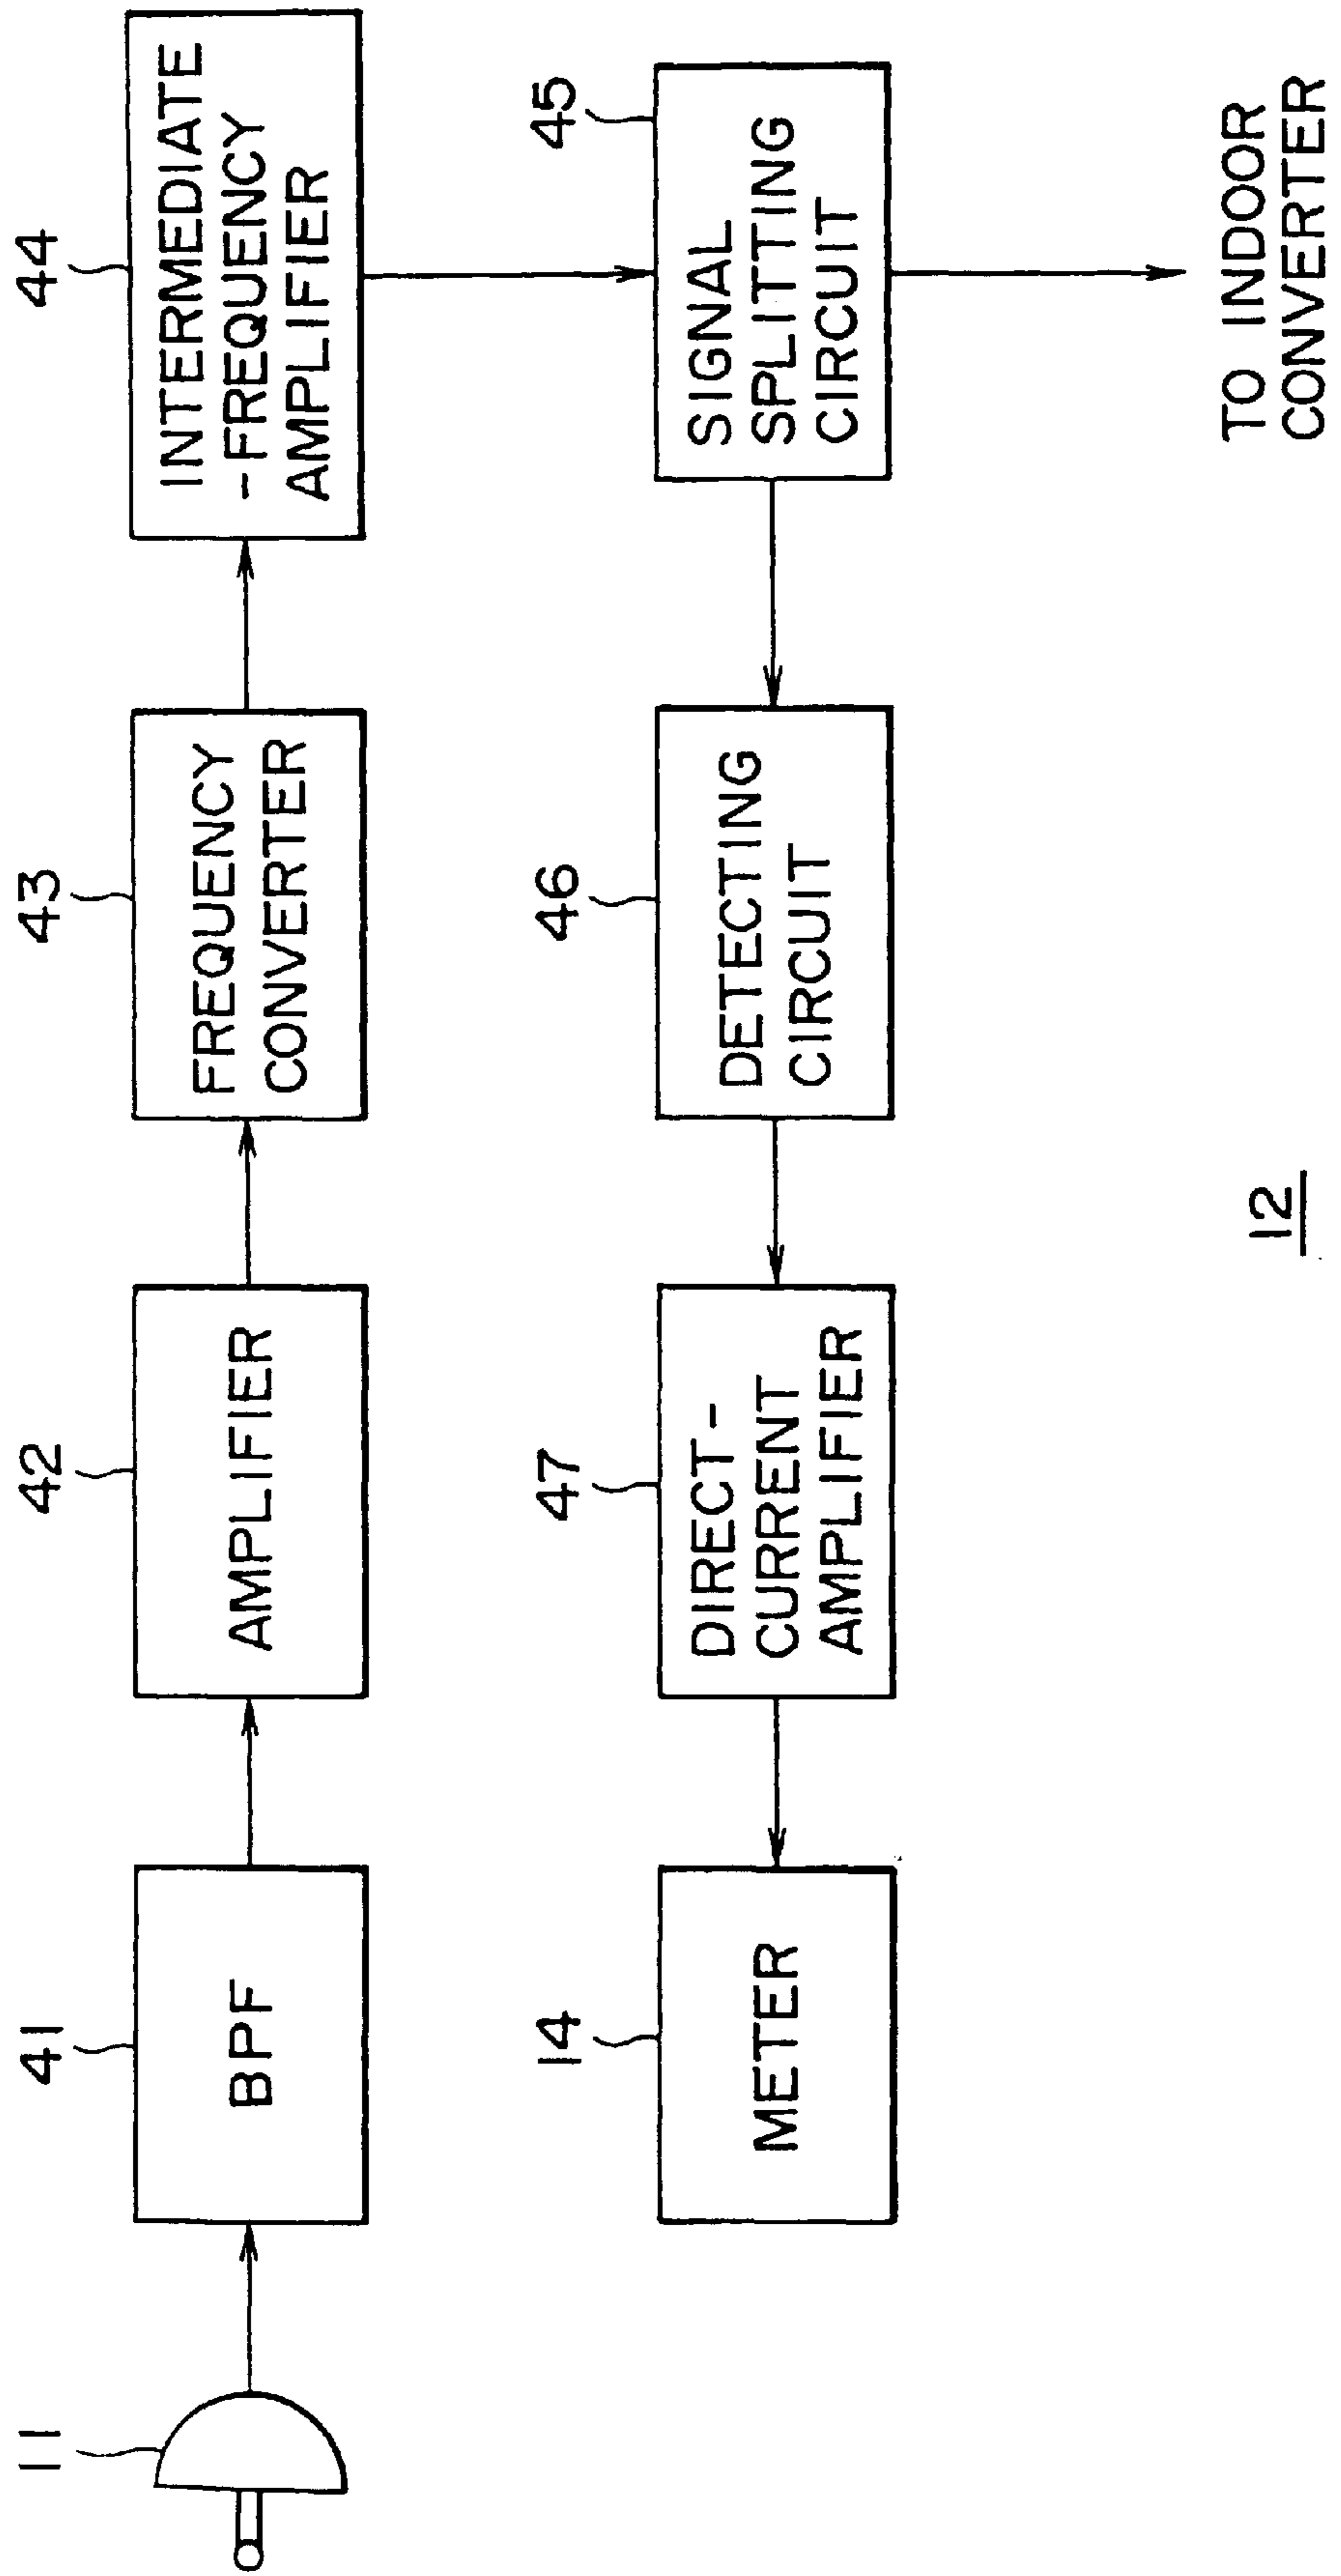 11
41
BPF
42
AMPLIFIER
43
FREQUENCY
CONVERTER
44
INTERMEDIATE
-FREQUENCY
AMPLIFIER
14
METER
47
DIRECT-
CURRENT
AMPLIFIER
46
DETECTING
CIRCUIT
45
SIGNAL
SPLITTING
CIRCUIT
12
TO INDOOR
CONVERTER